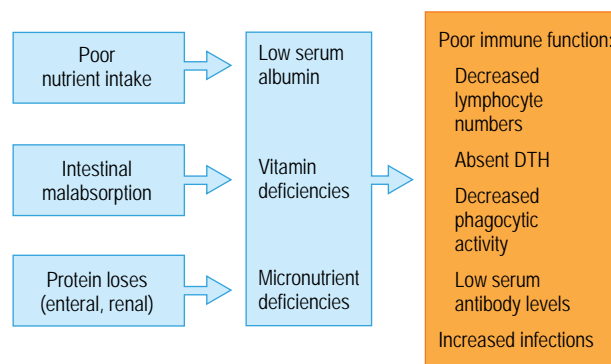 Poor
nutrient intake
Intestinal
malabsorption
Protein loses
(enteral, renal)
Low serum
albumin
Vitamin
deficiencies
Micronutrient
deficiencies
Poor immune function:
Decreased
lymphocyte
numbers
Absent DTH
Decreased
phagocytic
activity
Low serum
antibody levels
Increased infections